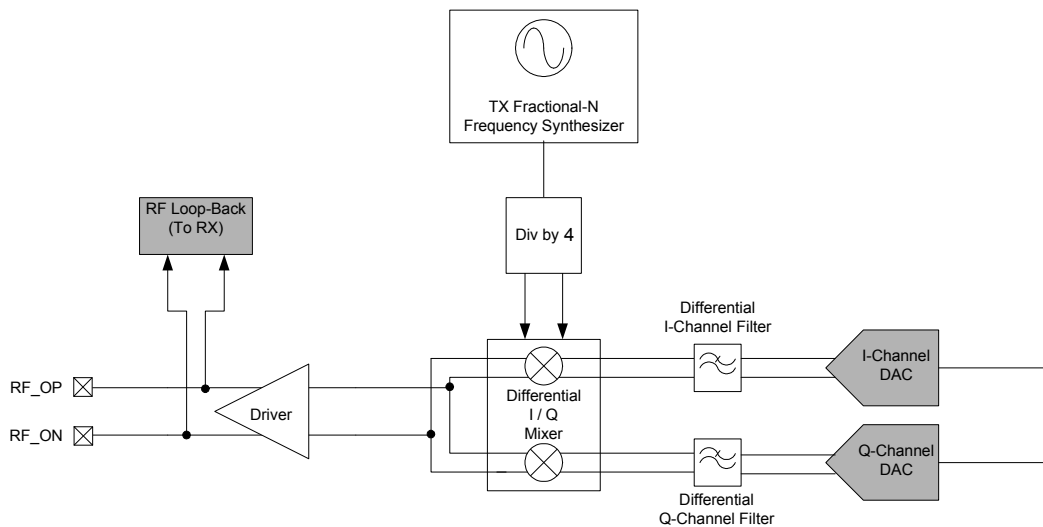 TX Fractional-N
Frequency Synthesizer
RF Loop-Back
(To RX)
Div by 4
Differential
I-Channel Filter
I-Channel
DAC
RF_OP
Driver
Differential
I / Q
Mixer
RF_ON
Q-Channel
DAC
Differential
Q-Channel Filter